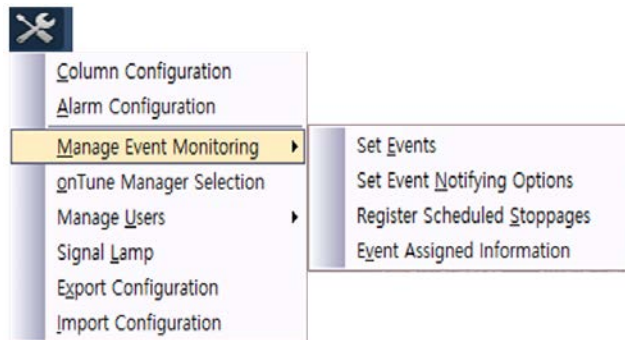 Column Configuration
Alarm Configuration
Manage Event Monitoring
onTune Manager Selection
Manage Users
Signal Lamp
Export Configuration
Import Configuration
Set Events
Set Event Notifying Options
Register Scheduled Stoppages
Event Assigned Information